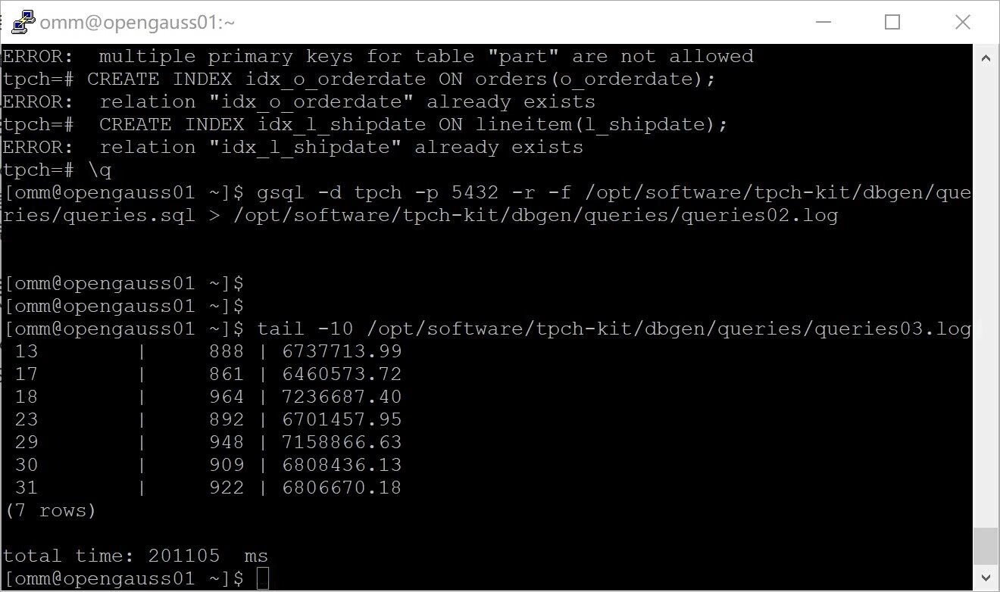 omm@opengauss01:~
ERROR:  multiple primary keys for table "part" are not allowed
tpch=# CREATE INDEX idx_o_orderdate ON orders(o_orderdate);
ERROR:  relation "idx_o_orderdate" already exists
tpch=#  CREATE INDEX idx_l_shipdate ON lineitem(l_shipdate);
ERROR:  relation "idx_l_shipdate" already exists
tpch=# \q
[omm@opengauss01 ~]$ gsql -d tpch -p 5432 -r -f /opt/software/tpch-kit/dbgen/que
ries/queries.sql > /opt/software/tpch-kit/dbgen/queries/queries02.log
[omm@opengauss01 ~]$
[omm@opengauss01 ~]$
[omm@opengauss01 ~]$ tail -10 /opt/software/tpch-kit/dbgen/queries/queries03.log
 13         |     888 | 6737713.99
 17         |     861 | 6460573.72
 18         |     964 | 7236687.40
 23         |     892 | 6701457.95
 29         |     948 | 7158866.63
 30         |     909 | 6808436.13
 31         |     922 | 6806670.18
(7 rows)
total time: 201105  ms
[omm@opengauss01 ~]$